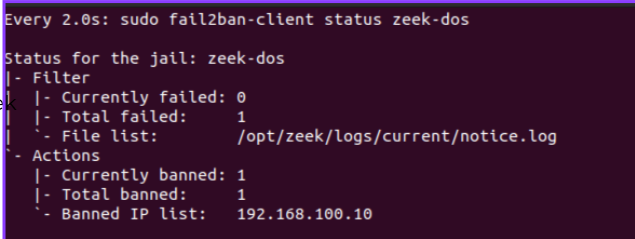 Every 2.0s: sudo fail2ban-client status zeek-dos
Status for the jail: zeek-dos
|- Filter
|  |- Currently failed: 0
|  |- Total failed:     1
|  `- File list:        /opt/zeek/logs/current/notice.log
`- Actions
   |- Currently banned: 1
   |- Total banned:     1
   `- Banned IP list:   192.168.100.10